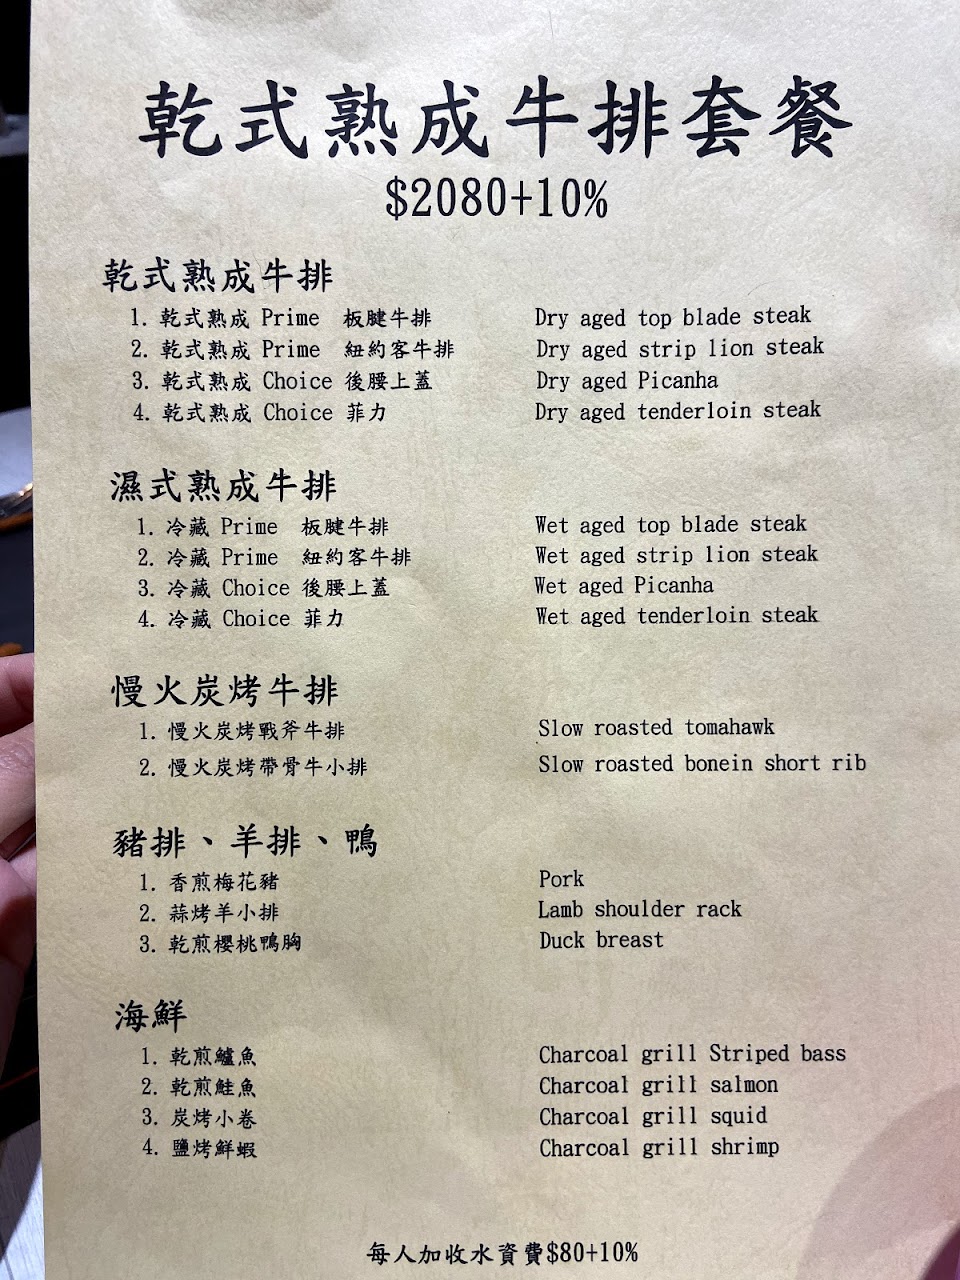 乾式熟成牛排套餐
$2080+10%
乾式熟成牛排
1. 乾式熟成 Prime 板腱牛排 Dry aged top blade steak
2. 乾式熟成 Prime 紐約客牛排 Dry aged strip lion steak
3. 乾式熟成 Choice 後腰上蓋 Dry aged Picanha
4. 乾式熟成 Choice 菲力 Dry aged tenderloin steak
濕式熟成牛排
1. 冷藏 Prime 板腱牛排 Wet aged top blade steak
2. 冷藏 Prime 紐約客牛排 Wet aged strip lion steak
3. 冷藏 Choice 後腰上蓋 Wet aged Picanha
4. 冷藏 Choice 菲力 Wet aged tenderloin steak
慢火炭烤牛排
1. 慢火炭烤戰斧牛排 Slow roasted tomahawk
2. 慢火炭烤帶骨牛小排 Slow roasted bonein short rib
豬排、羊排、鴨
1. 香煎梅花豬 Pork
2. 蒜烤羊小排 Lamb shoulder rack
3. 乾煎櫻桃鴨胸 Duck breast
海鮮
1. 乾煎鱸魚 Charcoal grill Striped bass
2. 乾煎鮭魚 Charcoal grill salmon
3. 炭烤小卷 Charcoal grill squid
4. 鹽烤鮮蝦 Charcoal grill shrimp
每人加收水資費$80+10%